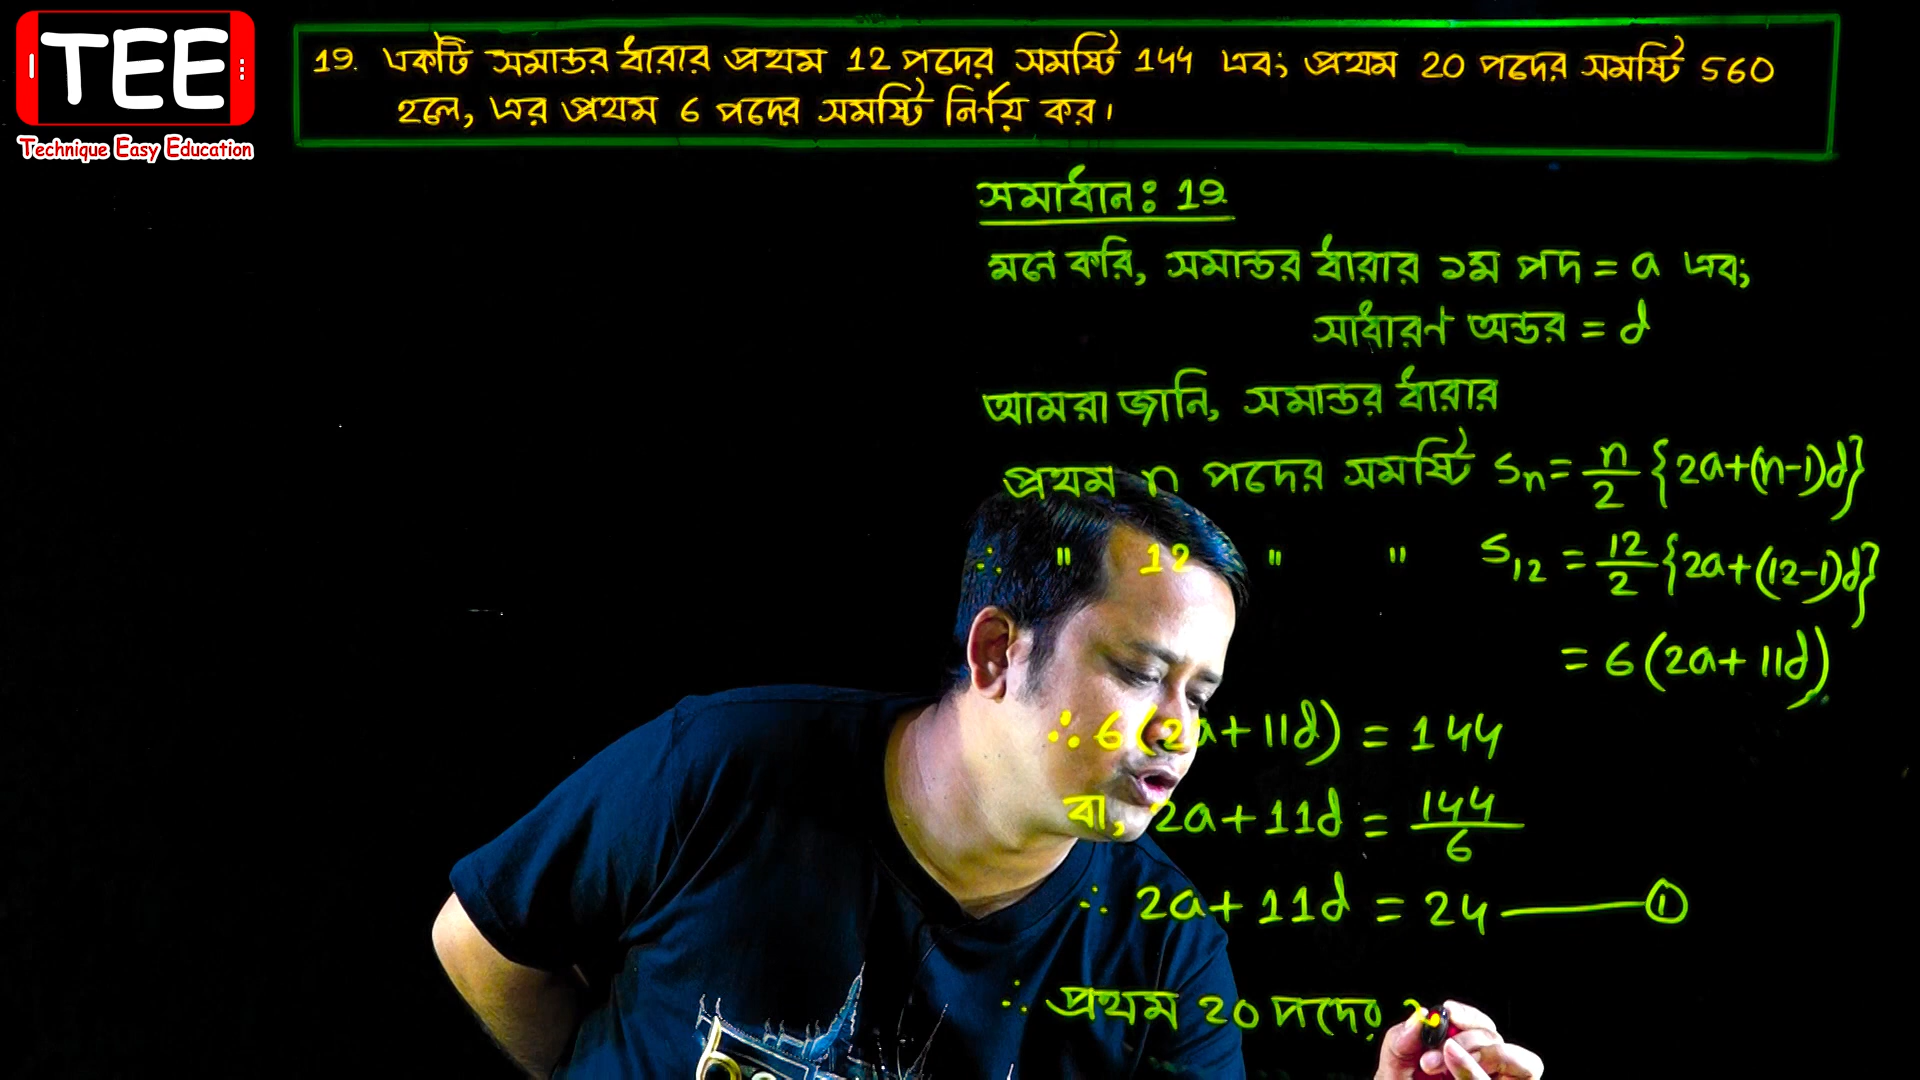 TEE
Technique Easy Education
19. একটি সমান্তর ধারার প্রথম 12 পদের সমষ্টি 144 এবং প্রথম 20 পদের সমষ্টি 560
হলে, এর প্রথম 6 পদের সমষ্টি নির্ণয় কর।
সমাধান: 19
মনে করি, সমান্তর ধারার ১ম পদ = a এবং
সাধারণ অন্তর = d
আমরা জানি, সমান্তর ধারার
প্রথম n পদের সমষ্টি Sn = n/2 {2a+(n-1)d}
∴ " 12 " " S12 = 12/2 {2a+(12-1)d}
= 6(2a+11d)
∴ 6(2a+11d) = 144
বা, 2a+11d = 144/6
∴ 2a+11d = 24 —— ①
∴ প্রথম 20 পদের